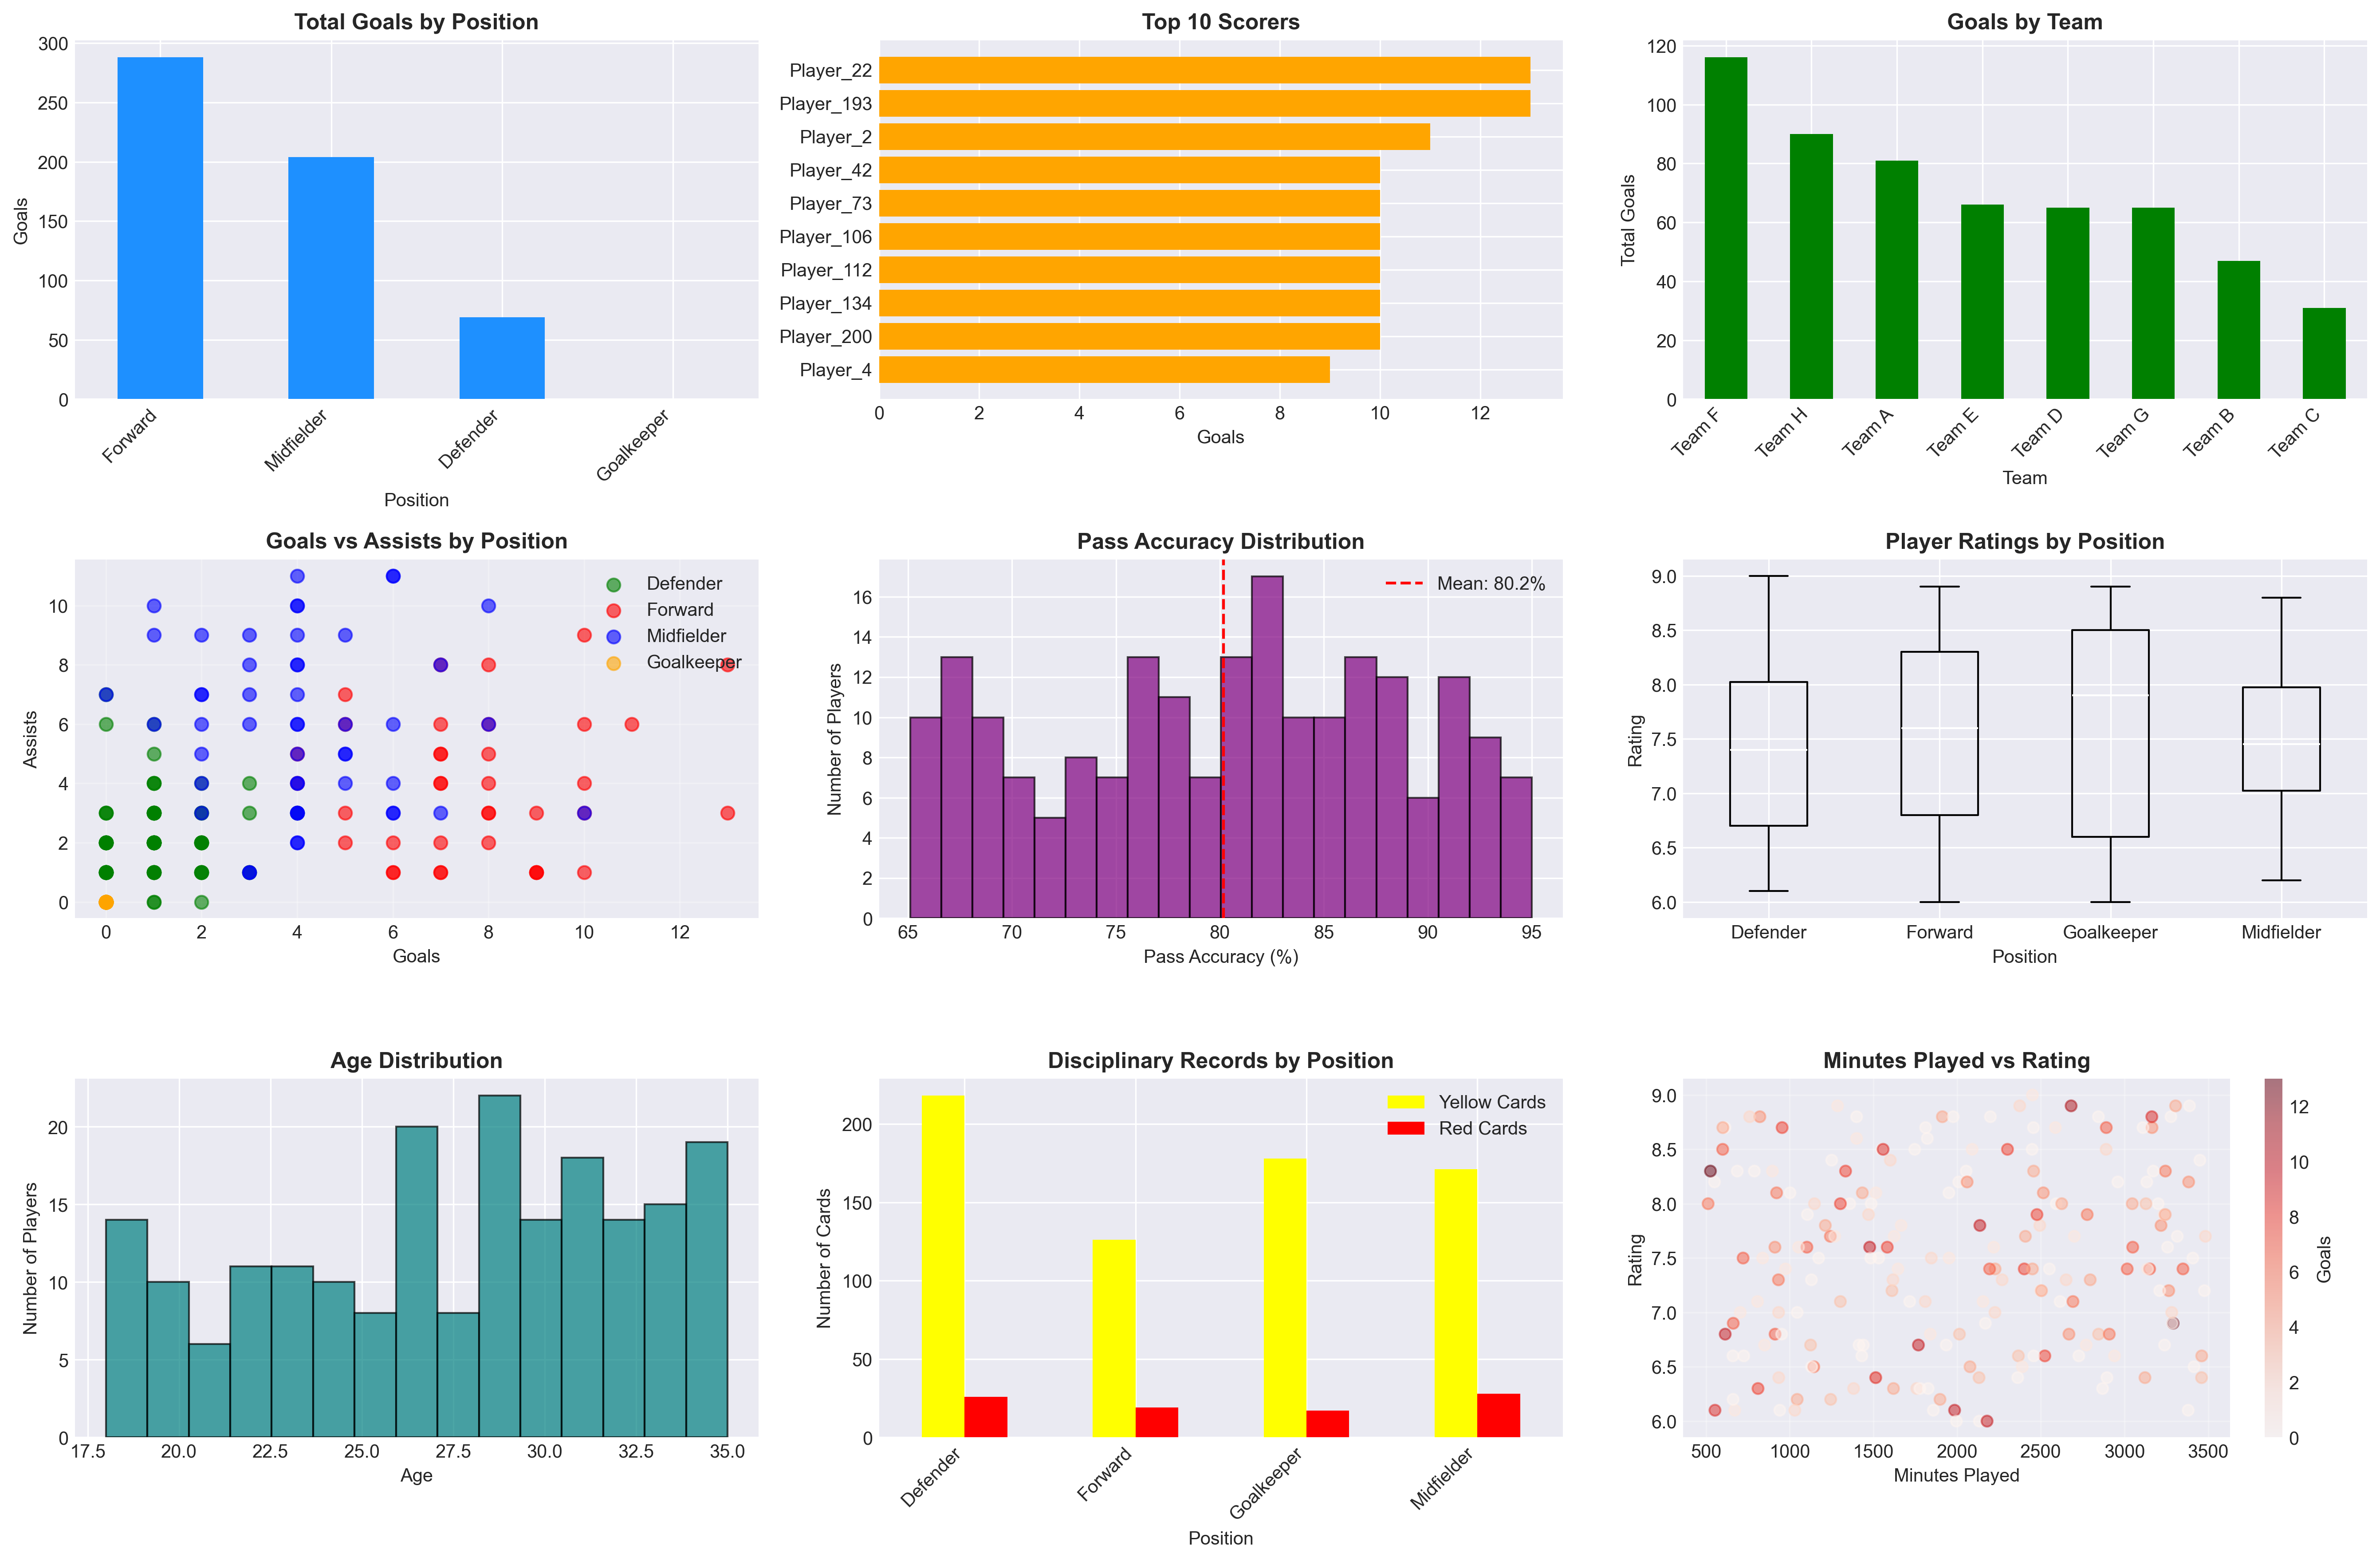 Total Goals by Position
300
250
200
150
100
50
0
Goals
Forward
Midfielder
Defender
Goalkeeper
Position
Top 10 Scorers
Player_22
Player_193
Player_2
Player_42
Player_73
Player_106
Player_112
Player_134
Player_200
Player_4
0 2 4 6 8 10 12
Goals
Goals by Team
120
100
80
60
40
20
0
Total Goals
Team F
Team H
Team A
Team E
Team D
Team G
Team B
Team C
Team
Goals vs Assists by Position
Defender
Forward
Midfielder
Goalkeeper
10
8
6
4
2
0
Assists
0 2 4 6 8 10 12
Goals
Pass Accuracy Distribution
Mean: 80.2%
16
14
12
10
8
6
4
2
0
Number of Players
65 70 75 80 85 90 95
Pass Accuracy (%)
Player Ratings by Position
9.0
8.5
8.0
7.5
7.0
6.5
6.0
Rating
Defender Forward Goalkeeper Midfielder
Position
Age Distribution
20
15
10
5
0
Number of Players
17.5 20.0 22.5 25.0 27.5 30.0 32.5 35.0
Age
Disciplinary Records by Position
Yellow Cards
Red Cards
200
150
100
50
0
Number of Cards
Defender
Forward
Goalkeeper
Midfielder
Position
Minutes Played vs Rating
9.0
8.5
8.0
7.5
7.0
6.5
6.0
Rating
500 1000 1500 2000 2500 3000 3500
Minutes Played
12
10
8
6
4
2
0
Goals